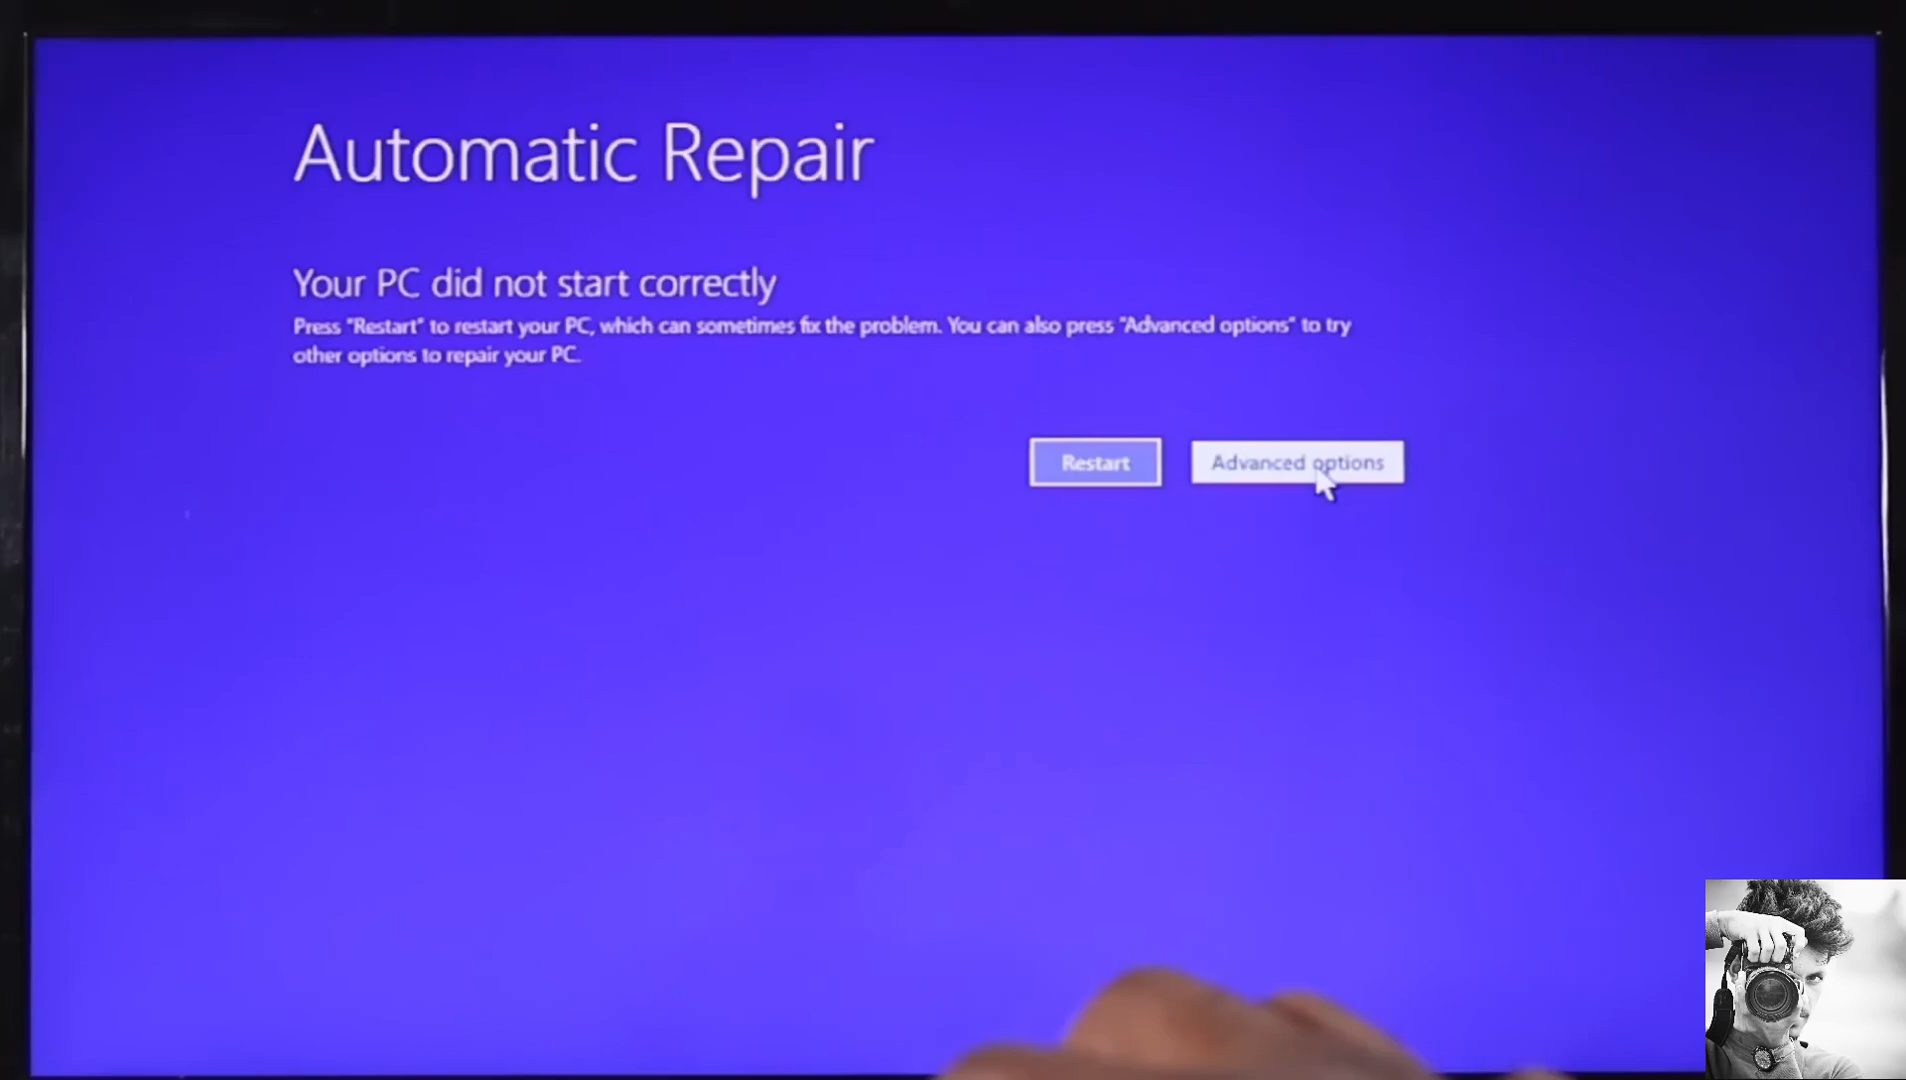 Automatic Repair
Your PC did not start correctly
Press "Restart" to restart your PC, which can sometimes fix the problem. You can also press "Advanced options" to try
other options to repair your PC.
Restart
Advanced options